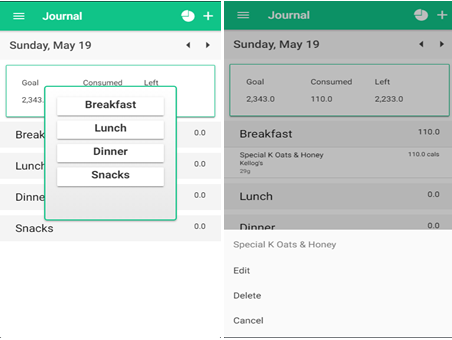 Journal
Sunday, May 19
Goal Consumed Left
2,343.0
Breakfast
Lunch
Dinner
Snacks
Break 0.0
Lunch 0.0
Dinne 0.0
Snacks 0.0
Journal
Sunday, May 19
Goal Consumed Left
2,343.0 110.0 2,233.0
Breakfast 110.0
Special K Oats & Honey 110.0 cals
Kellog's
29g
Lunch 0.0
Dinner 0.0
Special K Oats & Honey
Edit
Delete
Cancel